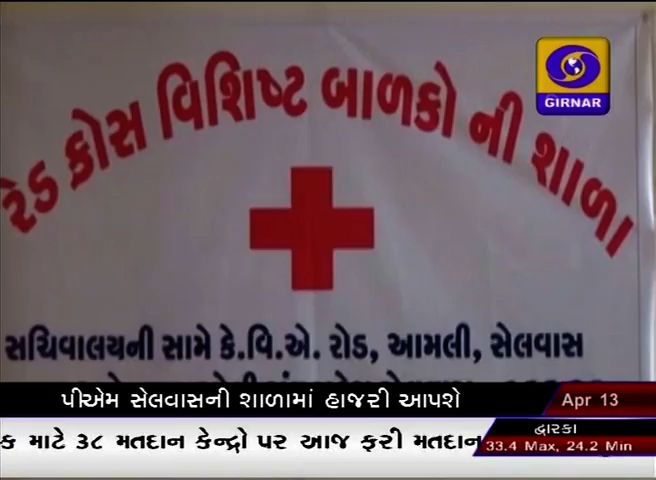 રેડ ક્રોસ વિશિષ્ટ બાળકો ની શાળા
GIRNAR
સચિવાલયની સામે કે.વિ.એ. રોડ, આમલી, સેલવાસ
પીએમ સેલવાસની શાળામાં હાજરી આપશે
Apr 13
ક માટે ૩૮ મતદાન કેન્દ્રો પર આજ ફરી મતદાન
દ્વારકા
33.4 Max, 24.2 Min